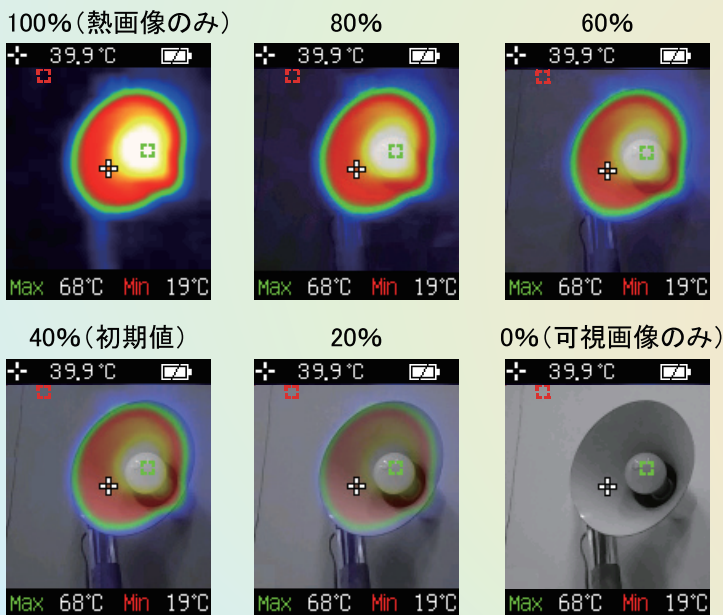 100%（熱画像のみ）
80%
60%
39.9℃
39.9℃
39.9℃
Max 68℃ Min 19℃
Max 68℃ Min 19℃
Max 68℃ Min 19℃
40%（初期値）
20%
0%（可視画像のみ）
39.9℃
39.9℃
39.9℃
Max 68℃ Min 19℃
Max 68℃ Min 19℃
Max 68℃ Min 19℃